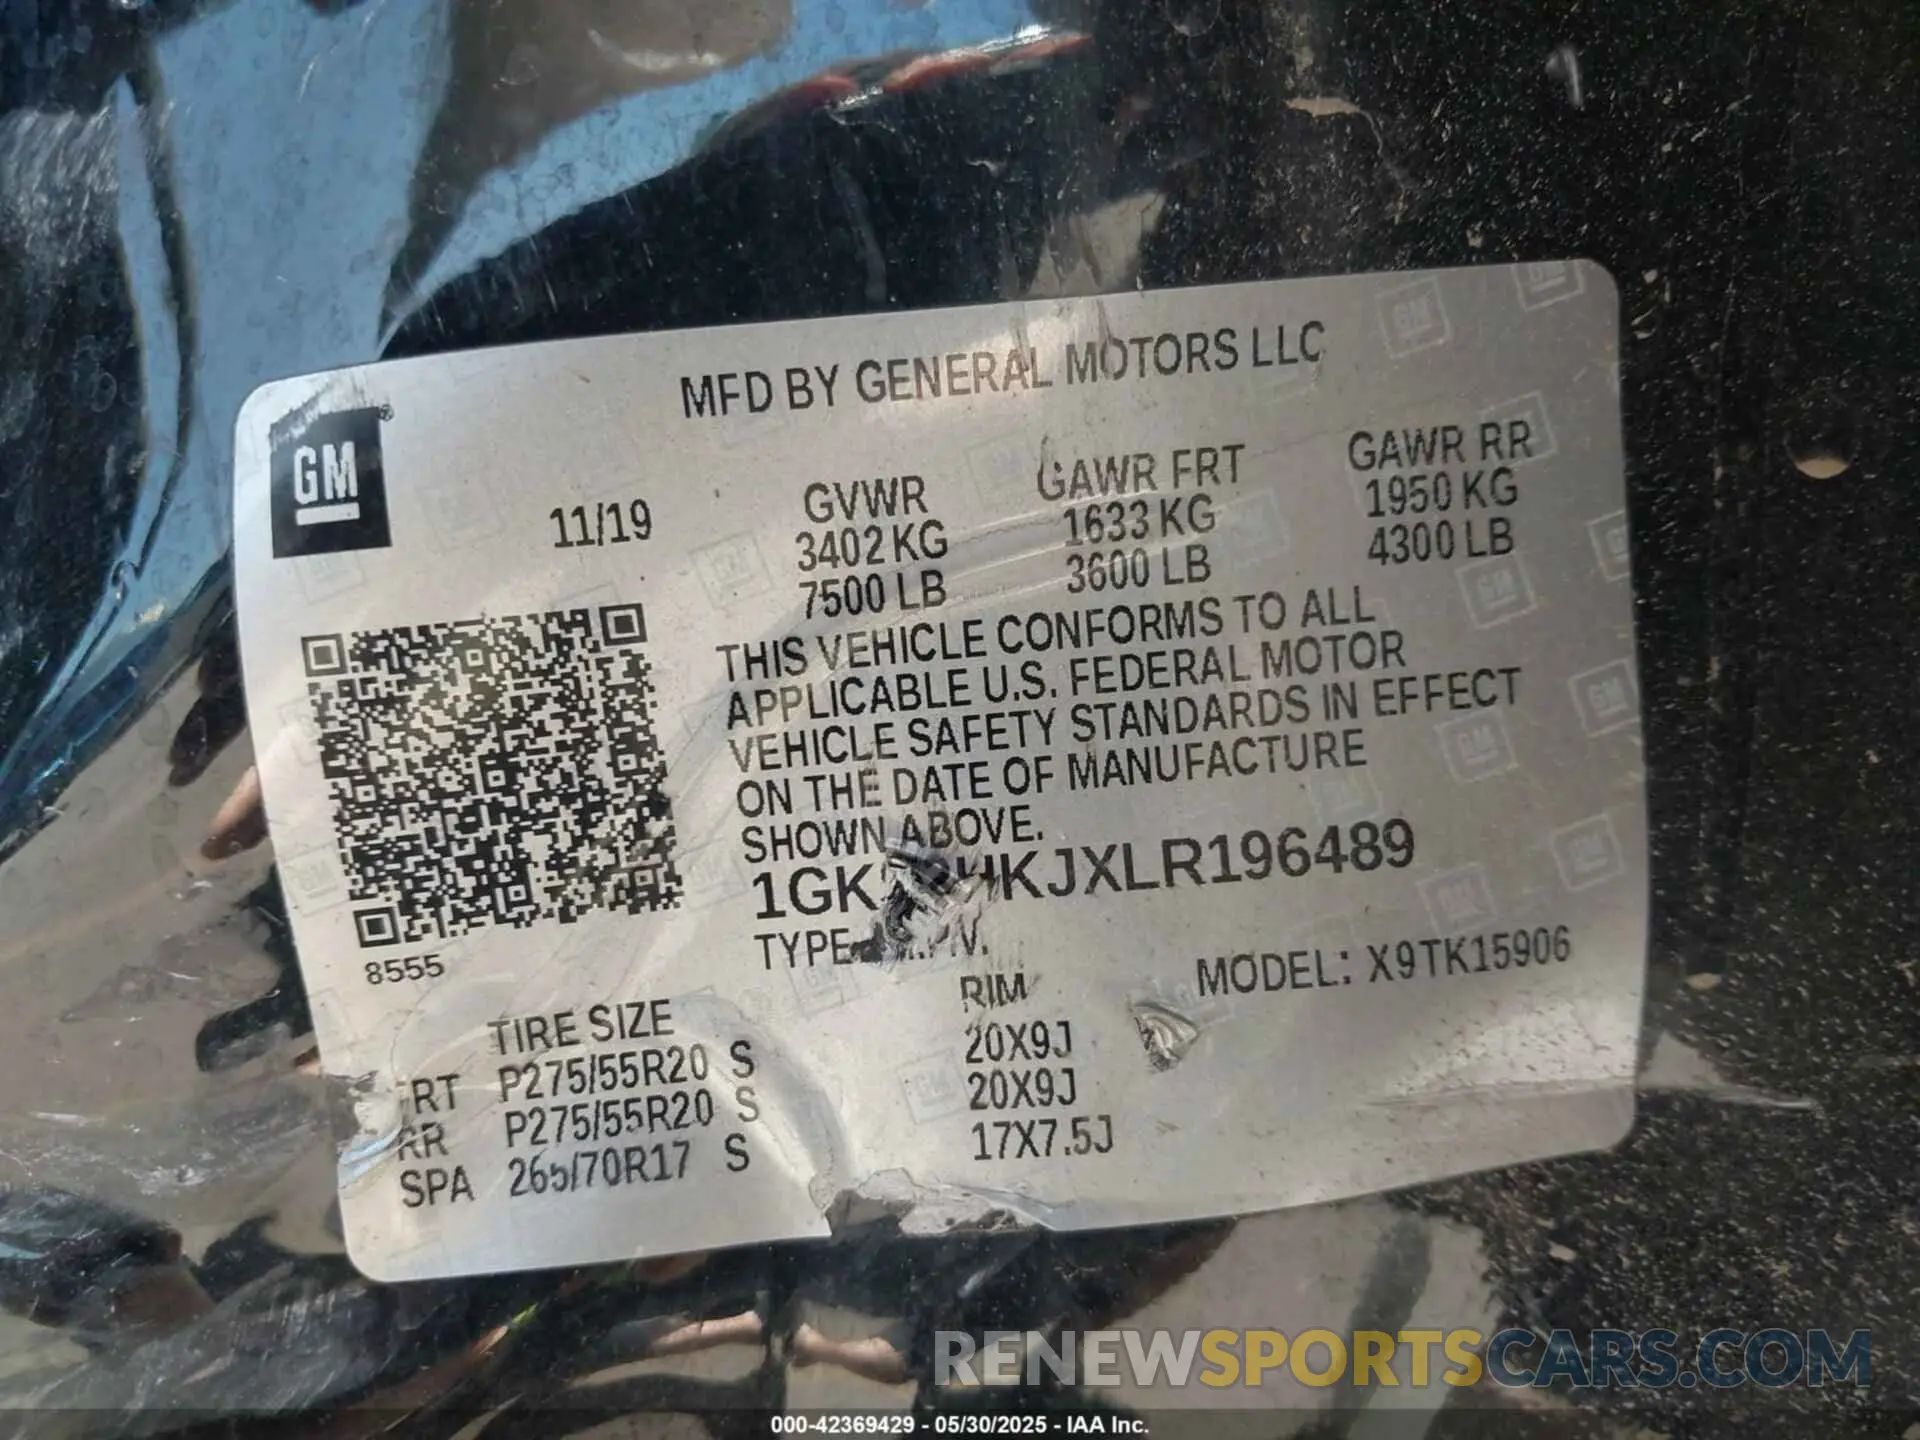 MFD BY GENERAL MOTORS LLC
GM
11/19 GVWR GAWR FRT GAWR RR
3402 KG 1633 KG 1950 KG
7500 LB 3600 LB 4300 LB
THIS VEHICLE CONFORMS TO ALL
APPLICABLE U.S. FEDERAL MOTOR
VEHICLE SAFETY STANDARDS IN EFFECT
ON THE DATE OF MANUFACTURE
SHOWN ABOVE.
8555
TYPE MODEL: X9TK15906
TIRE SIZE RIM
P275/55R20 S 20X9J
RR P275/55R20 S 20X9J
SPA 265/70R17 S 17X7.5J
RENEWSPORTSCARS.COM
000-42369429 - 05/30/2025 - IAA Inc.